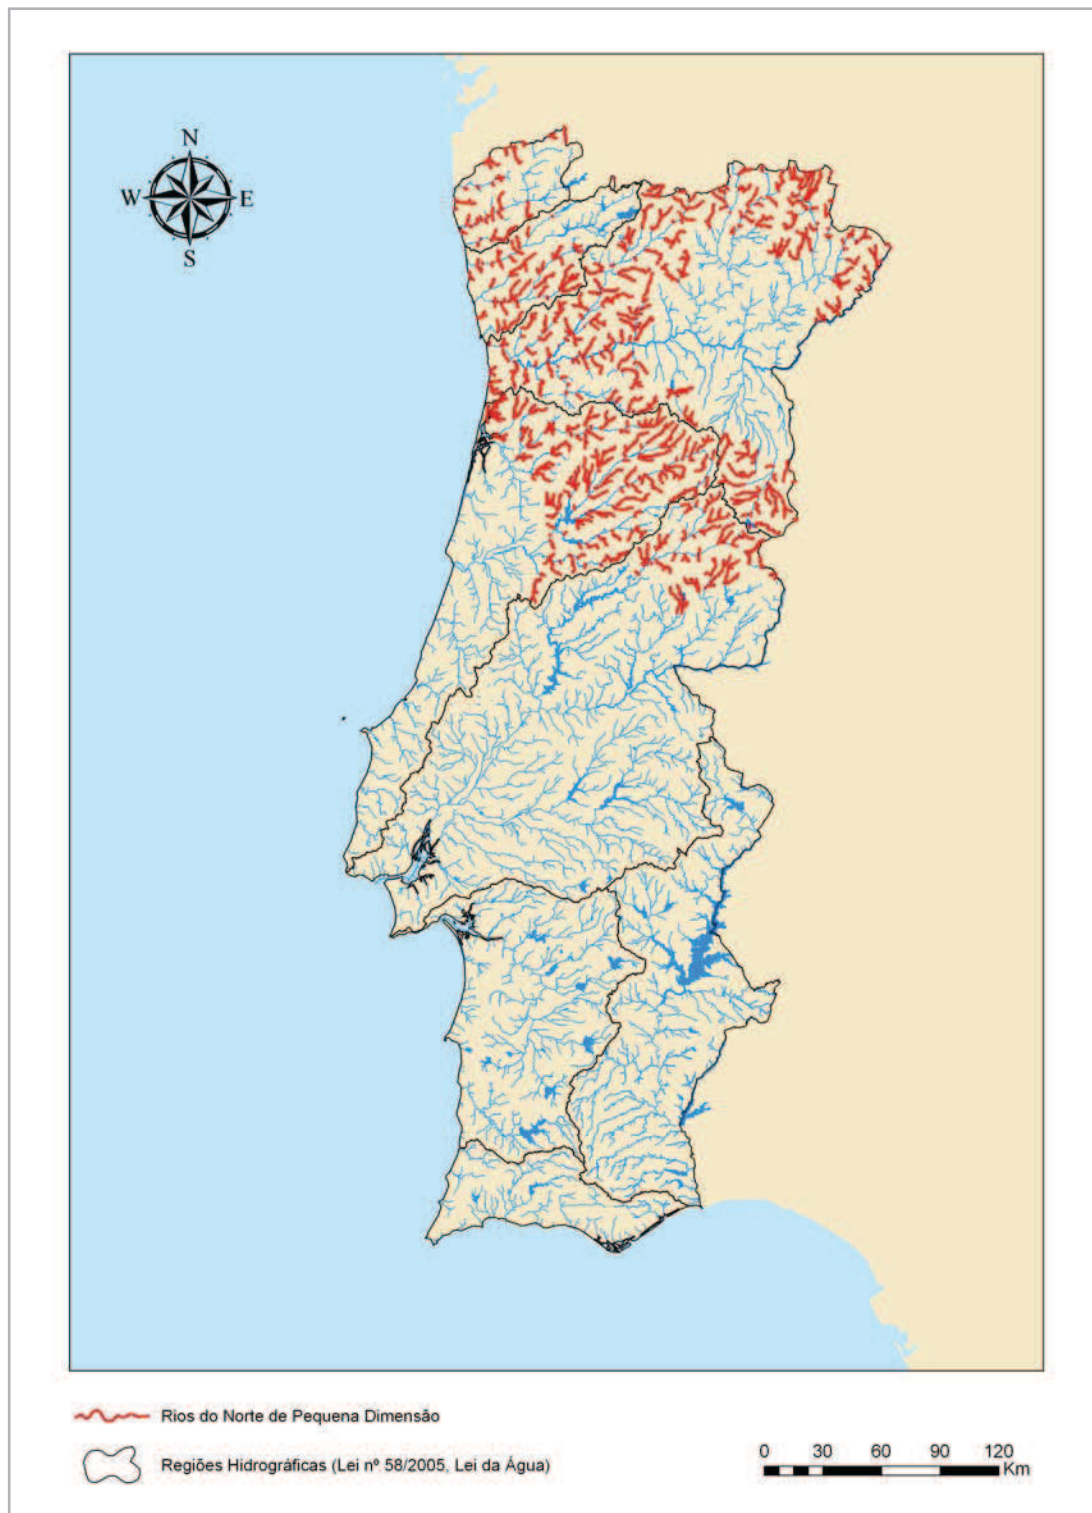 N
W E
S
Rios do Norte de Pequena Dimensão
Regiões Hidrográficas (Lei nº 58/2005, Lei da Água)
0 30 60 90 120
Km